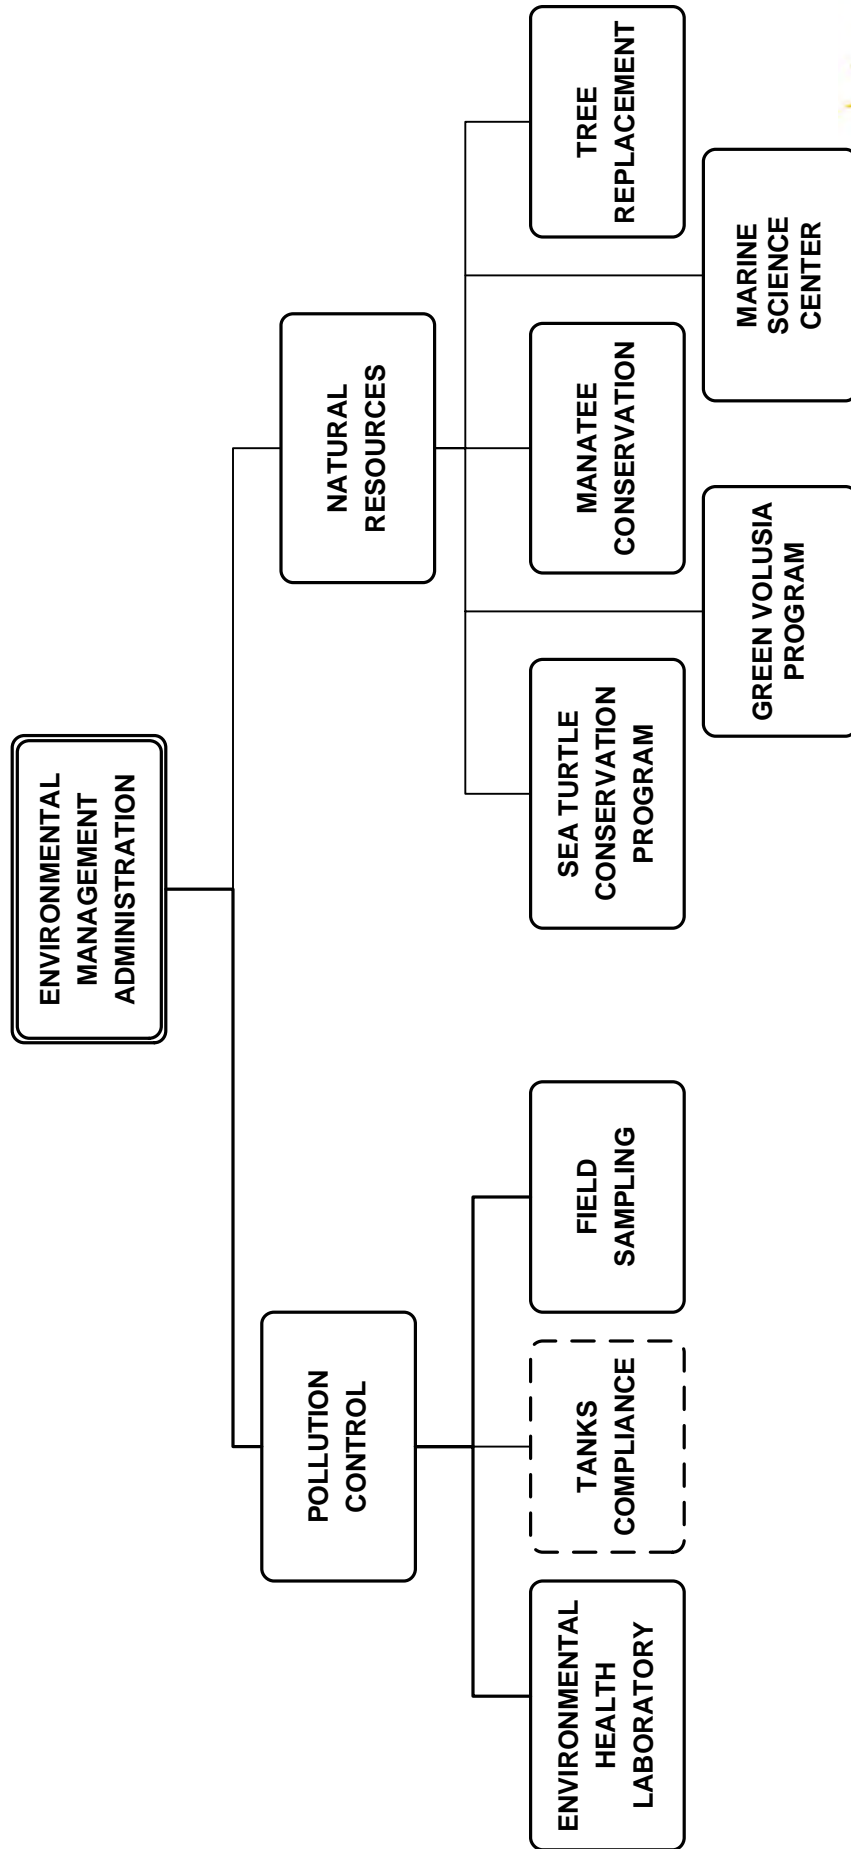 ENVIRONMENTAL
MANAGEMENT
ADMINISTRATION
POLLUTION
CONTROL
NATURAL
RESOURCES
ENVIRONMENTAL
HEALTH
LABORATORY
TANKS
COMPLIANCE
FIELD
SAMPLING
SEA TURTLE
CONSERVATION
PROGRAM
MANATEE
CONSERVATION
TREE
REPLACEMENT
GREEN VOLUSIA
PROGRAM
MARINE
SCIENCE
CENTER